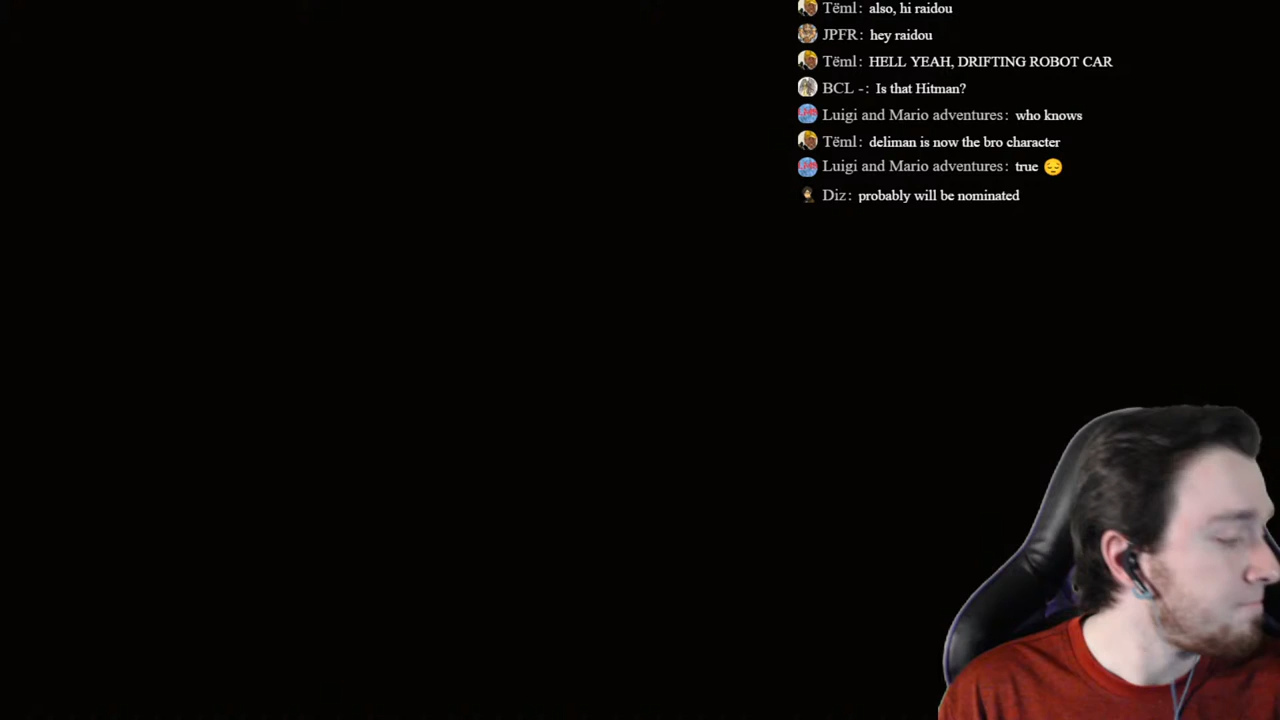 Tëml: also, hi raidou
JPFR: hey raidou
Tëml: HELL YEAH, DRIFTING ROBOT CAR
BCL -: Is that Hitman?
Luigi and Mario adventures: who knows
Tëml: deliman is now the bro character
Luigi and Mario adventures: true 😔
Diz: probably will be nominated